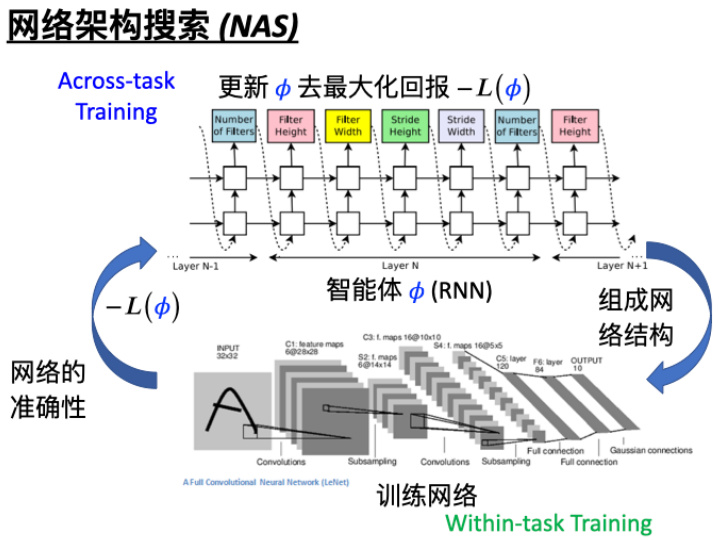 网络架构搜索 (NAS)
Across-task
Training
更新 ϕ 去最大化回报 −L(ϕ)
Number
of Filters
Filter
Height
Filter
Width
Stride
Height
Stride
Width
Number
of Filters
Filter
Height
...
Layer N-1
Layer N
Layer N+1
...
智能体 ϕ (RNN)
−L(ϕ)
组成网
络结构
网络的
准确性
INPUT
32x32
C1: feature maps
6@28x28
S2: f. maps
6@14x14
C3: f. maps 16@10x10
S4: f. maps 16@5x5
C5: layer
120
F6: layer
84
OUTPUT
10
Convolutions
Subsampling
Convolutions
Subsampling
Full connection
Full connection
Gaussian connections
A Full Convolutional Neural Network (LeNet)
训练网络
Within-task Training